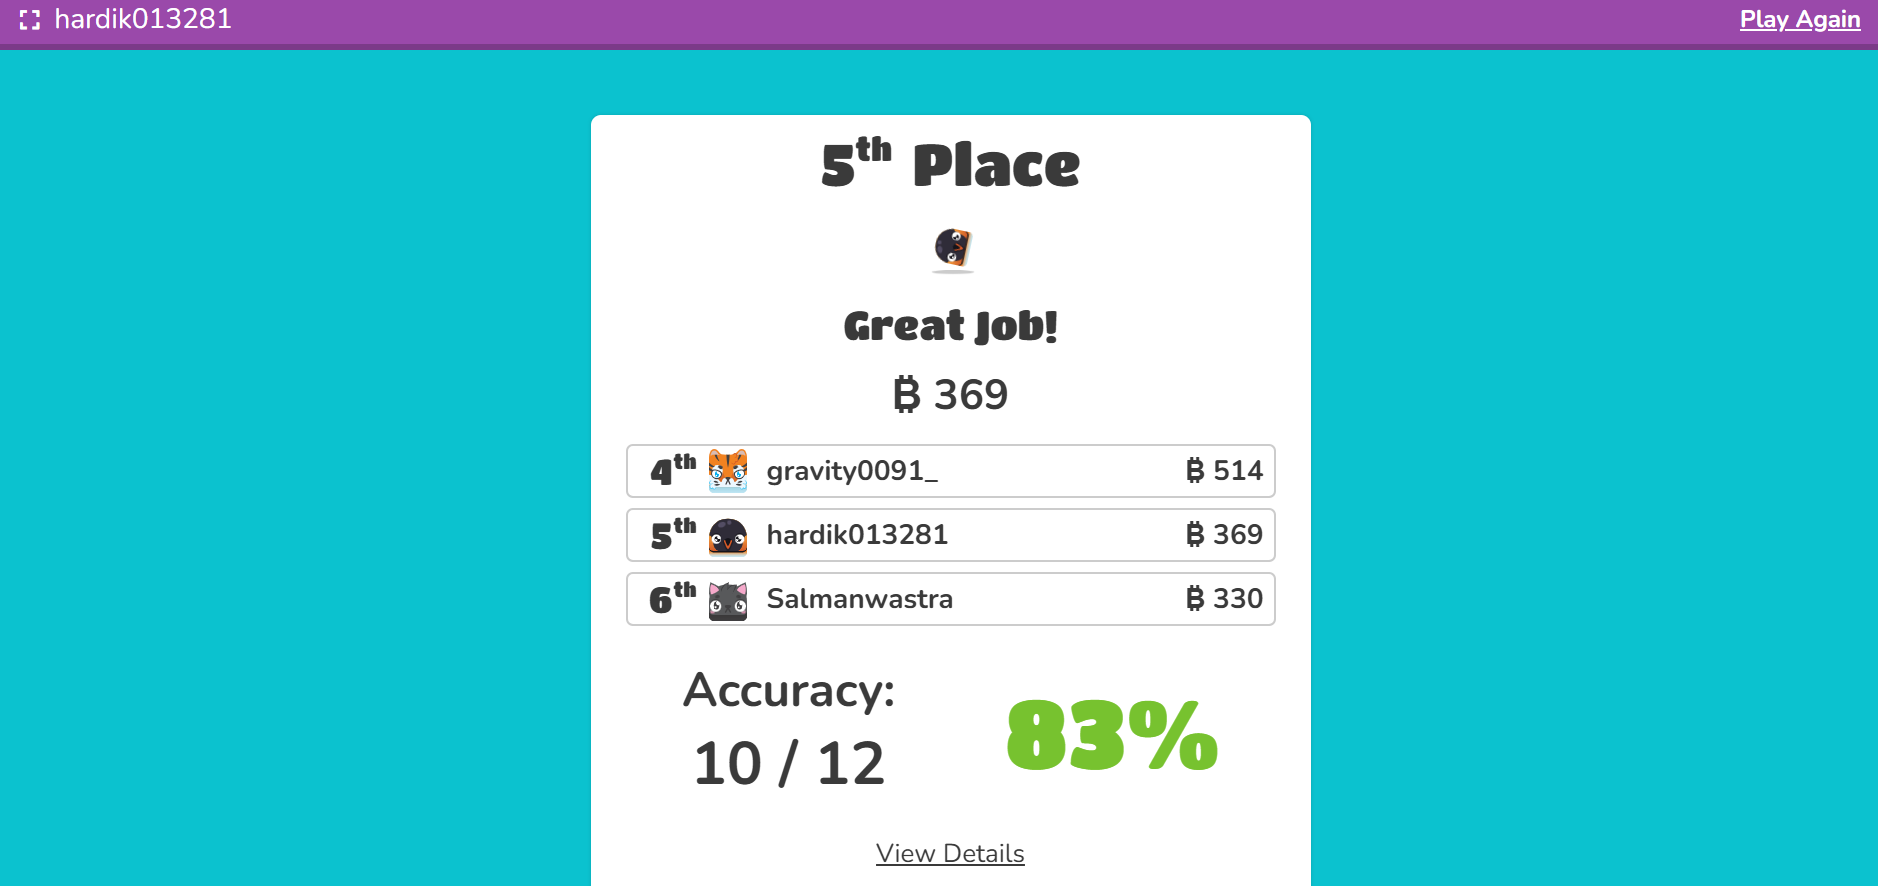 hardik013281
Play Again
5th Place
Great Job!
₿ 369
4th gravity0091_ ₿ 514
5th hardik013281 ₿ 369
6th Salmanwastra ₿ 330
Accuracy:
10 / 12
83%
View Details